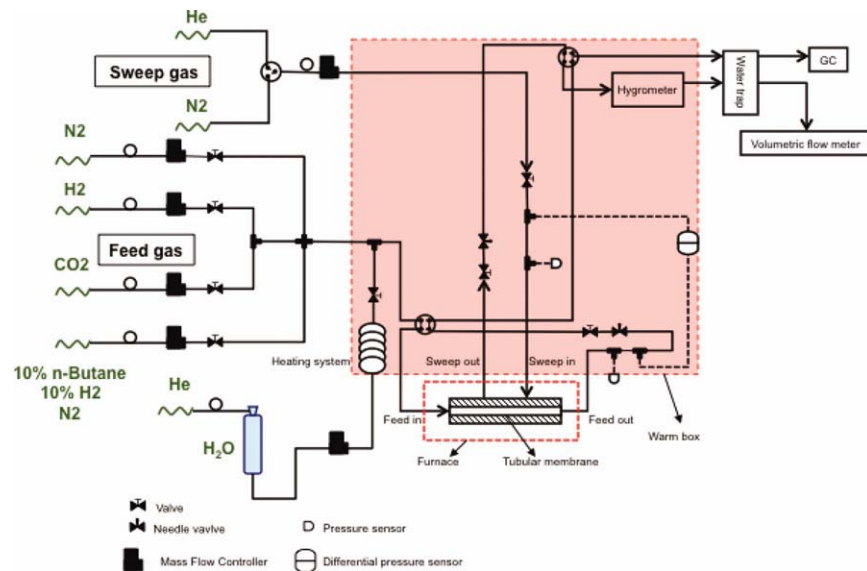 He
Sweep gas
N2
N2
H2
Feed gas
CO2
10% n-Butane
10% H2
N2
He
H₂O
Heating system
Sweep out
Sweep in
Feed in
Feed out
Furnace
Tubular membrane
Warm box
Hygrometer
Water trap
GC
Volumetric flow meter
Valve
Needle vavlve
Pressure sensor
Mass Flow Controller
Differential pressure sensor